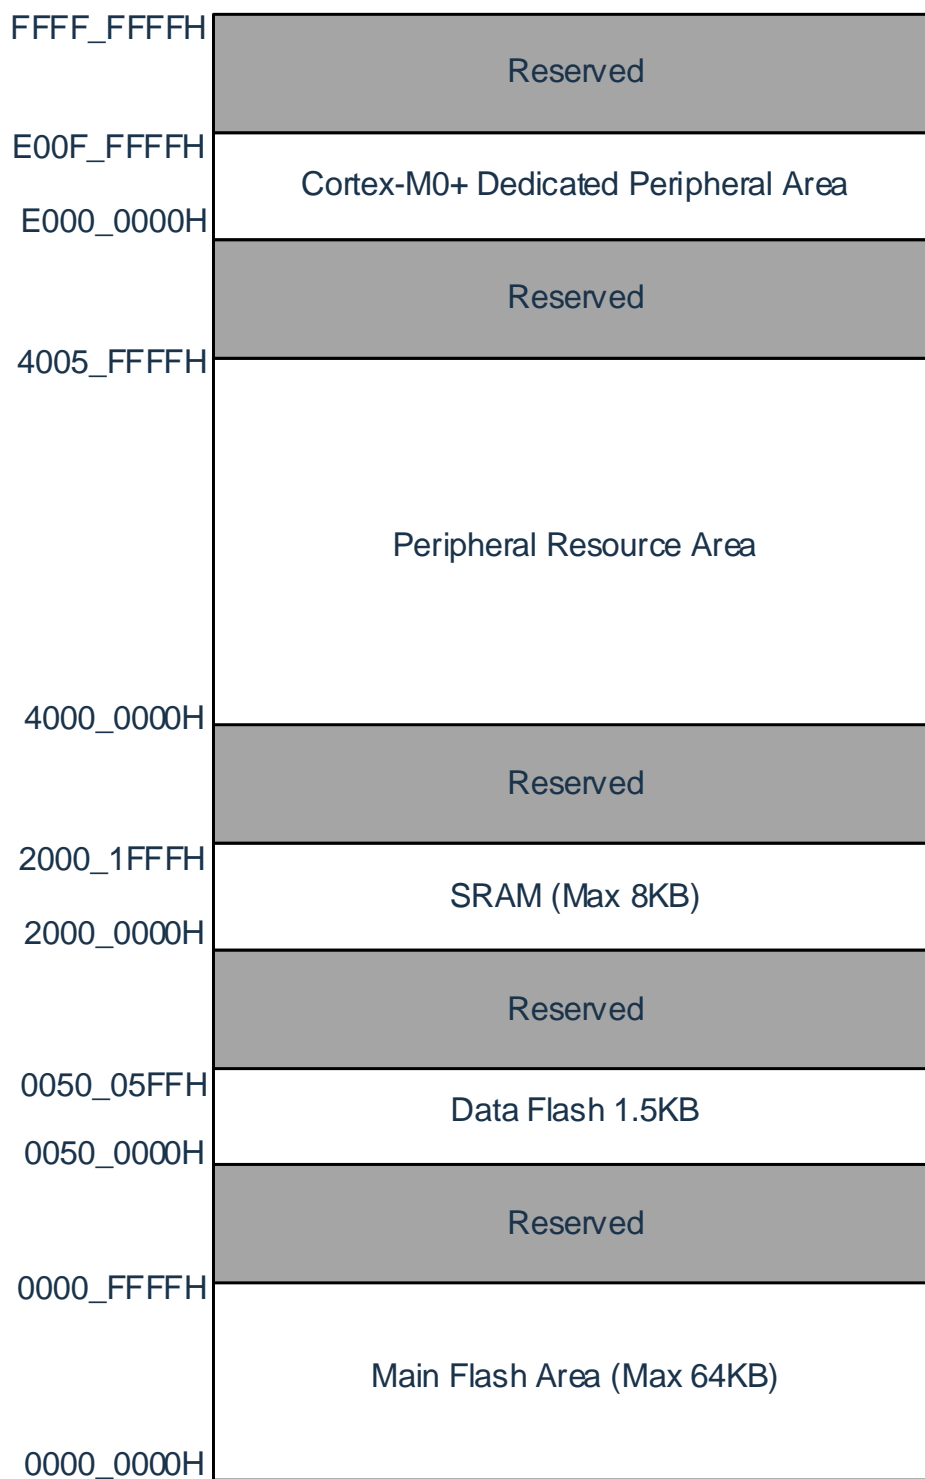 FFFF_FFFFH
Reserved
E00F_FFFFH
Cortex-M0+ Dedicated Peripheral Area
E000_0000H
Reserved
4005_FFFFH
Peripheral Resource Area
4000_0000H
Reserved
2000_1FFFH
SRAM (Max 8KB)
2000_0000H
Reserved
0050_05FFH
Data Flash 1.5KB
0050_0000H
Reserved
0000_FFFFH
Main Flash Area (Max 64KB)
0000_0000H